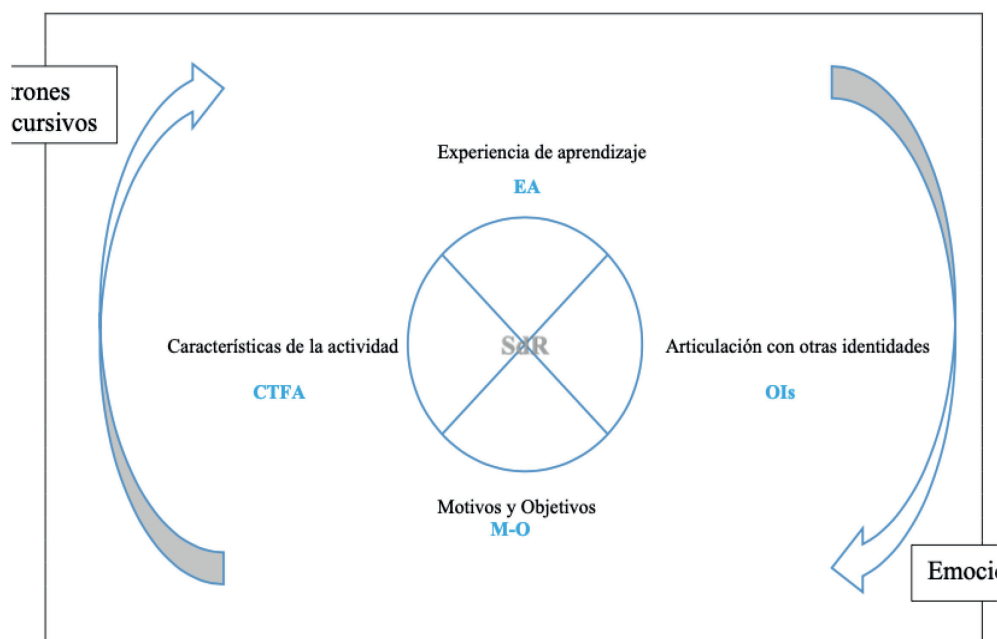 trones
cursivos
Experiencia de aprendizaje
EA
SdR
Características de la actividad
CTFA
Articulación con otras identidades
OIs
Motivos y Objetivos
M-O
Emoci